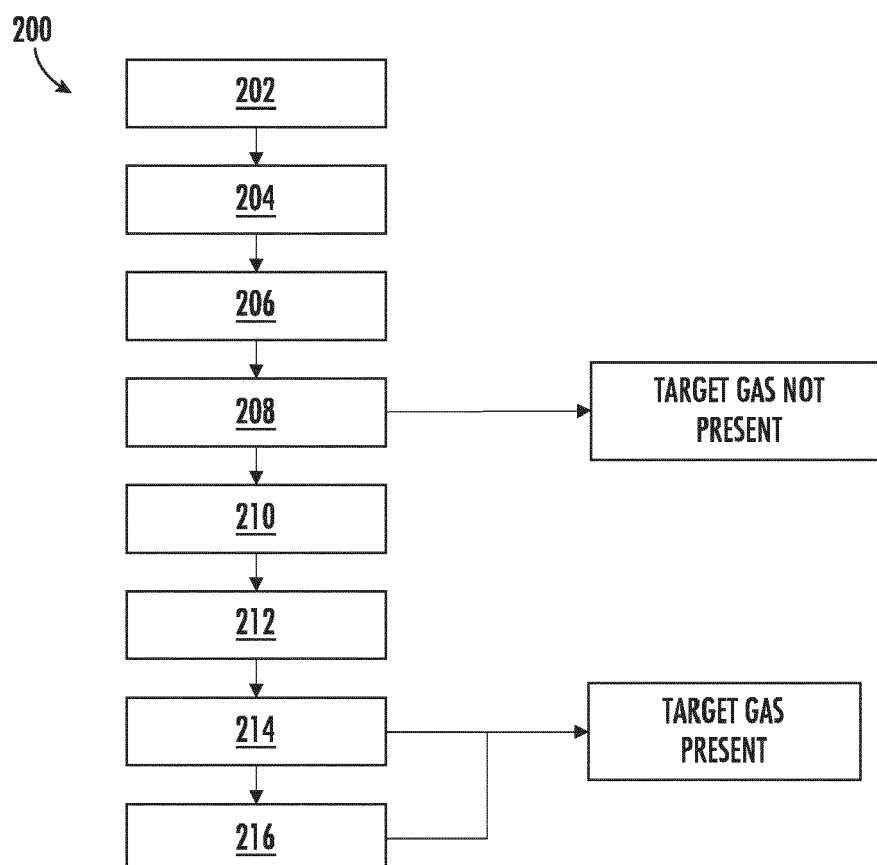 200
202
204
206
208
TARGET GAS NOT
PRESENT
210
212
214
TARGET GAS
PRESENT
216